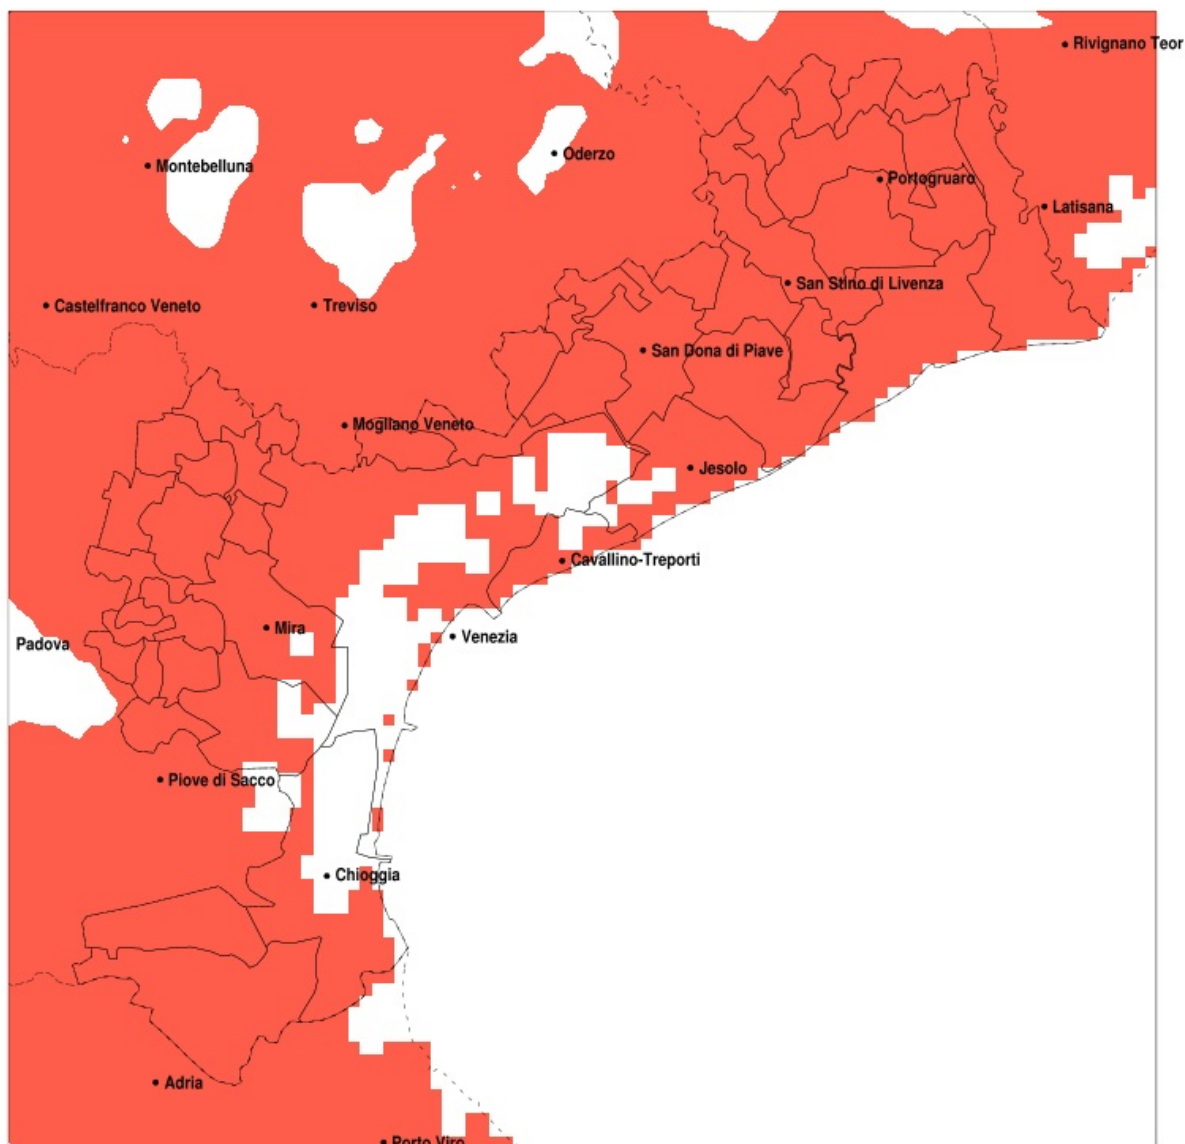 Rivignano Teor
Oderzo
Montebelluna
Portogruaro
Latisana
San Stino di Livenza
Castelfranco Veneto
Treviso
San Dona di Piave
Mogliano Veneto
Jesolo
Cavallino-Treporti
Mira
Venezia
Padova
Piove di Sacco
Chioggia
Adria
Porto Viro